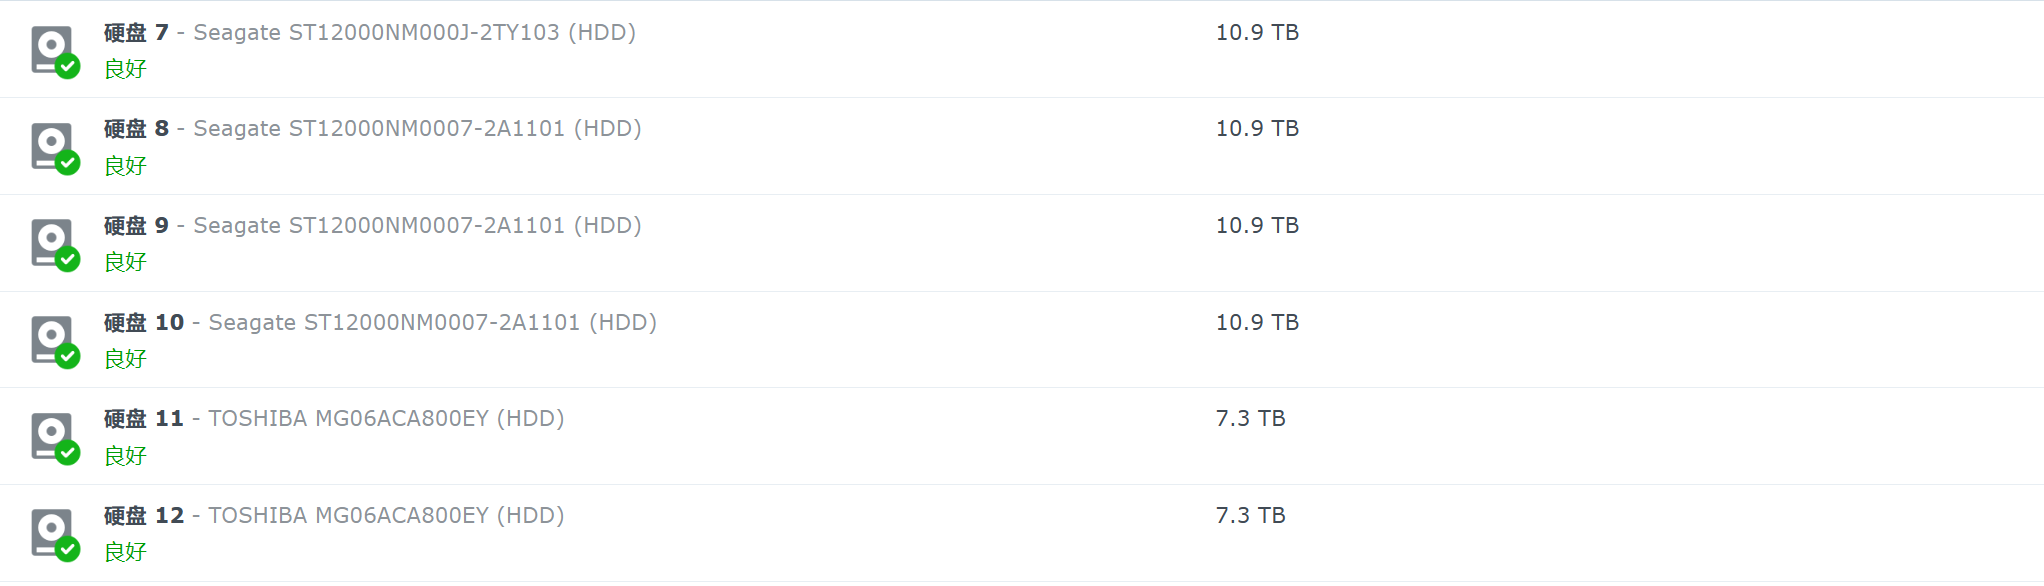 硬盘 7 - Seagate ST12000NM000J-2TY103 (HDD) 10.9 TB
良好
硬盘 8 - Seagate ST12000NM0007-2A1101 (HDD) 10.9 TB
良好
硬盘 9 - Seagate ST12000NM0007-2A1101 (HDD) 10.9 TB
良好
硬盘 10 - Seagate ST12000NM0007-2A1101 (HDD) 10.9 TB
良好
硬盘 11 - TOSHIBA MG06ACA800EY (HDD) 7.3 TB
良好
硬盘 12 - TOSHIBA MG06ACA800EY (HDD) 7.3 TB
良好